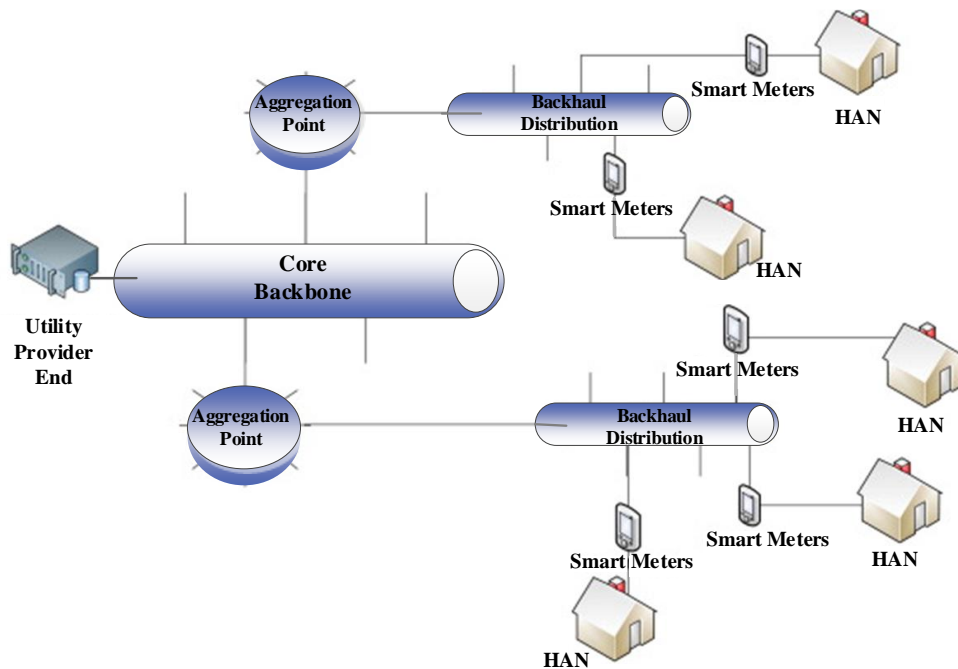 Aggregation
Point
Backhaul
Distribution
Smart Meters
HAN
Smart Meters
HAN
Core
Backbone
Utility
Provider
End
Smart Meters
HAN
Aggregation
Point
Backhaul
Distribution
Smart Meters
HAN
Smart Meters
HAN